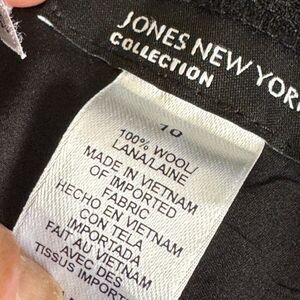 JONES NEW YORK
COLLECTION
10
100% WOOL/
LANA/LAINE
MADE IN VIETNAM
OF IMPORTED
FABRIC
HECHO EN VIETNAM
CON TELA
IMPORTADA
FAIT AU VIETNAM
AVEC DES
TISSUS IMPORTÉS